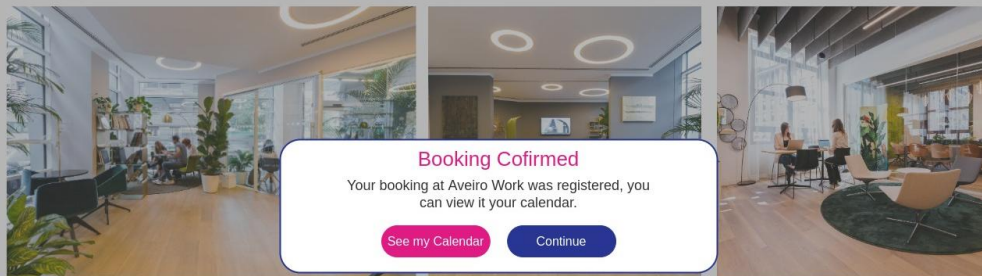 Booking Cofirmed
Your booking at Aveiro Work was registered, you
can view it your calendar.
See my Calendar
Continue